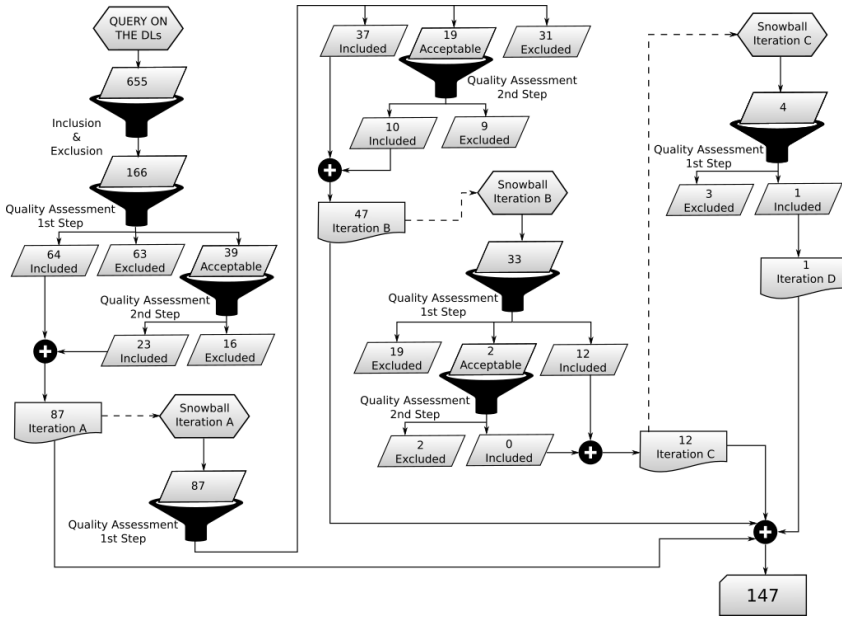 QUERY ON
THE DLs
655
Inclusion
&
Exclusion
166
Quality Assessment
1st Step
64
Included
63
Excluded
39
Acceptable
Quality Assessment
2nd Step
23
Included
16
Excluded
87
Iteration A
Snowball
Iteration A
87
Quality Assessment
1st Step
37
Included
19
Acceptable
31
Excluded
Quality Assessment
2nd Step
10
Included
9
Excluded
47
Iteration B
Snowball
Iteration B
33
Quality Assessment
1st Step
19
Excluded
2
Acceptable
12
Included
Quality Assessment
2nd Step
2
Excluded
0
Included
12
Iteration C
Snowball
Iteration C
4
Quality Assessment
1st Step
3
Excluded
1
Included
1
Iteration D
147